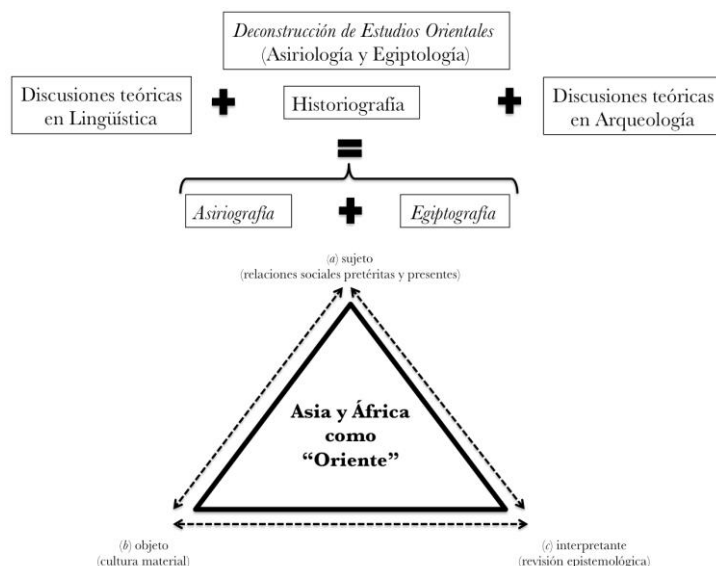 Deconstrucción de Estudios Orientales
(Asiriología y Egiptología)
Discusiones teóricas
en Lingüística
+
Historiografía
+
Discusiones teóricas
en Arqueología
=
Asiriografía
+
Egiptografía
(a) sujeto
(relaciones sociales pretéritas y presentes)
Asia y África
como
“Oriente”
(b) objeto
(cultura material)
(c) interpretante
(revisión epistemológica)